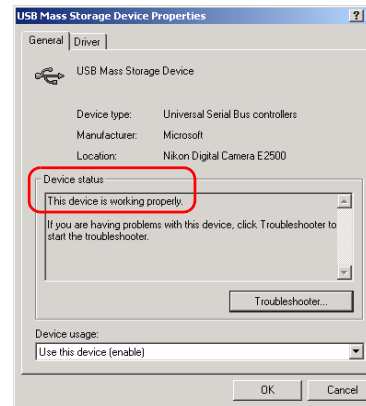 USB Mass Storage Device Properties
?
General
Driver
USB Mass Storage Device
Device type: Universal Serial Bus controllers
Manufacturer: Microsoft
Location: Nikon Digital Camera E2500
Device status
This device is working properly.
If you are having problems with this device, click Troubleshooter to
start the troubleshooter.
Troubleshooter...
Device usage:
Use this device (enable)
OK
Cancel